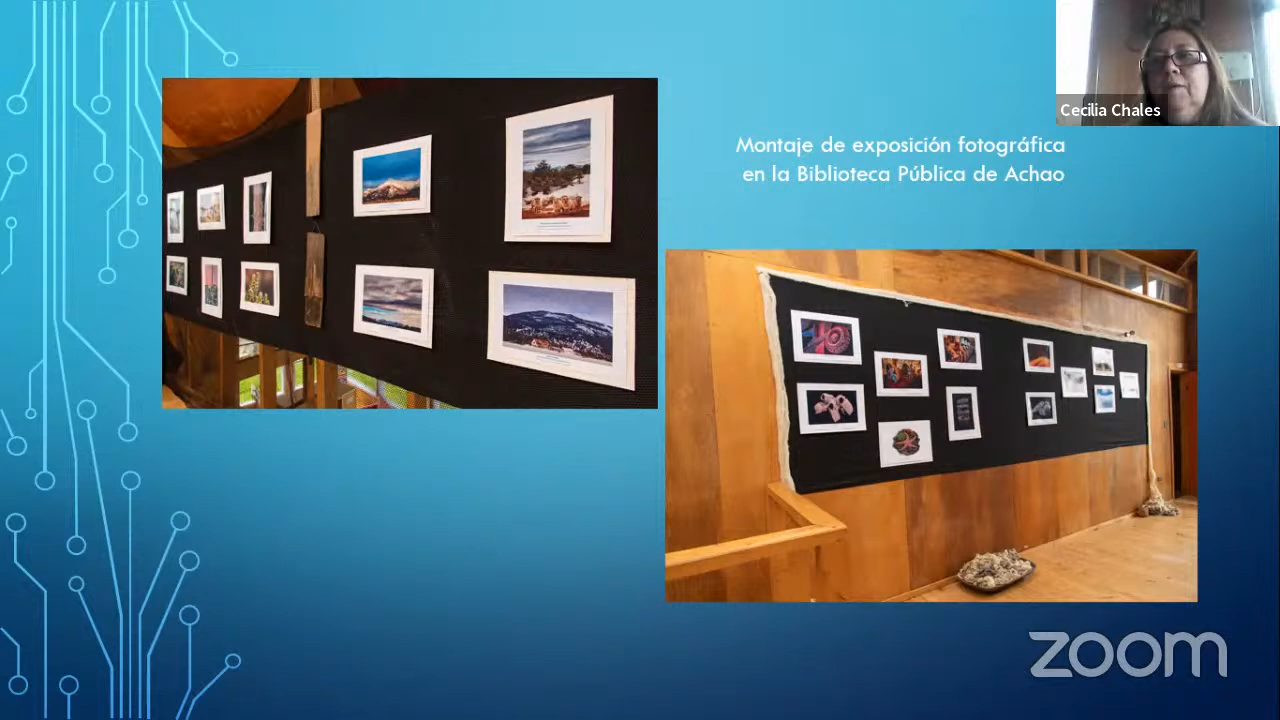 Cecilia Chales
Montaje de exposición fotográfica
en la Biblioteca Pública de Achao
zoom